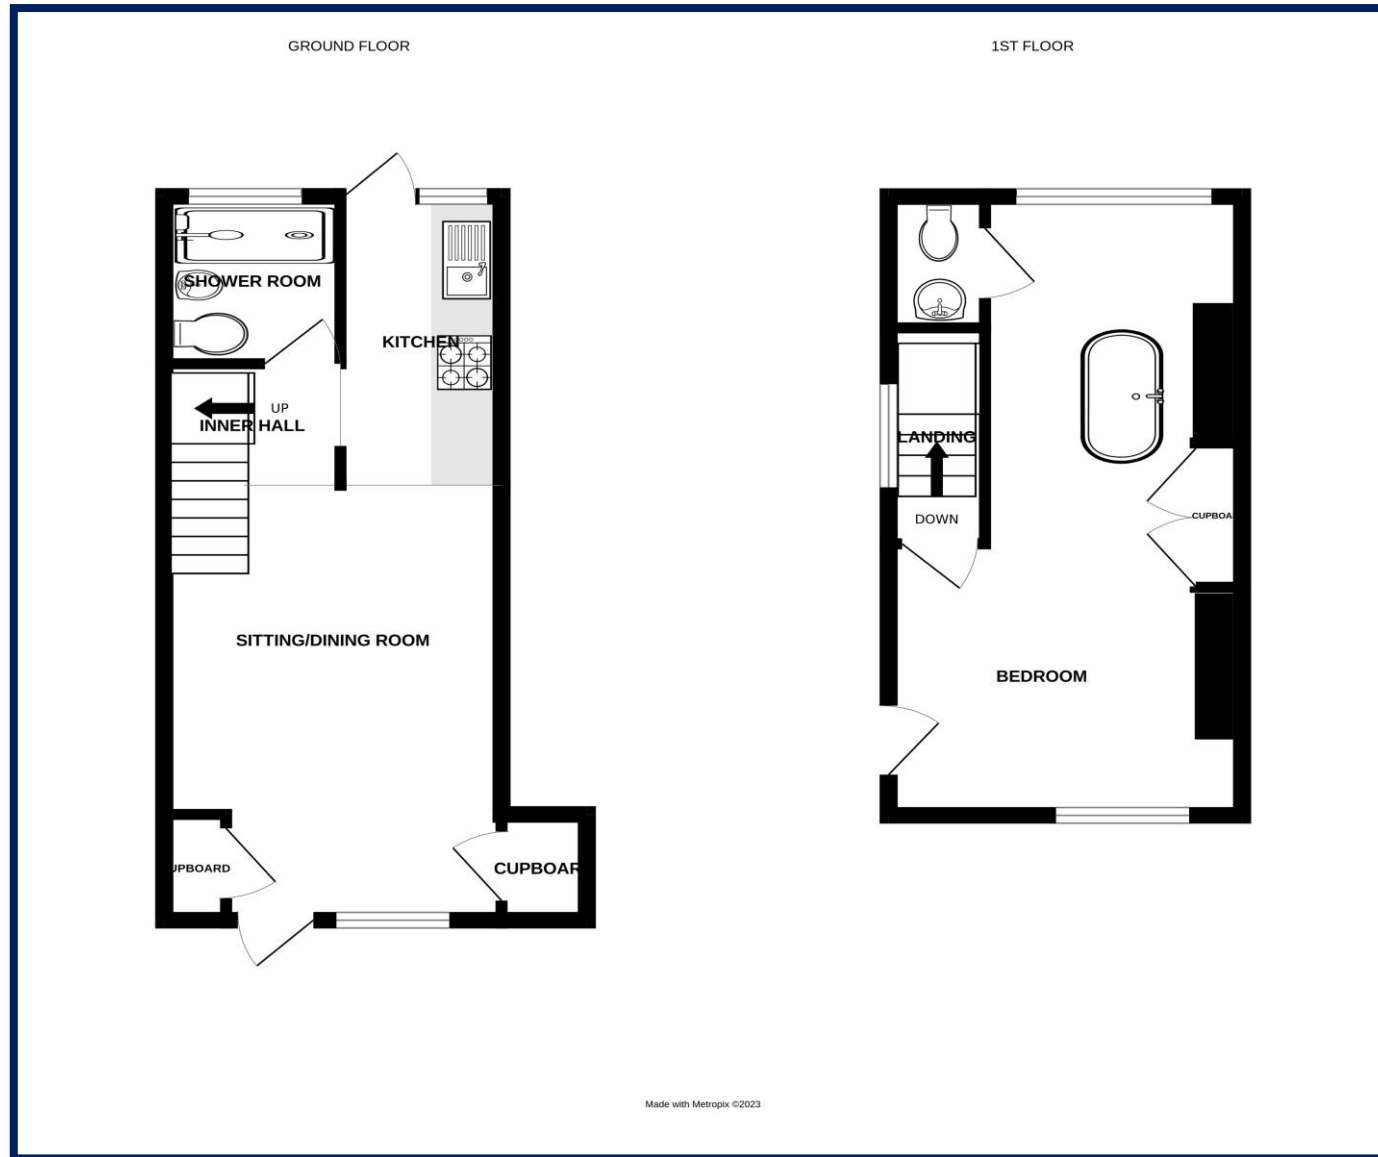 GROUND FLOOR
1ST FLOOR
SHOWER ROOM
KITCHEN
UP
INNER HALL
LANDING
DOWN
CUPBOA
SITTING/DINING ROOM
BEDROOM
UPBOARD
CUPBOAR
Made with Metropix ©2023